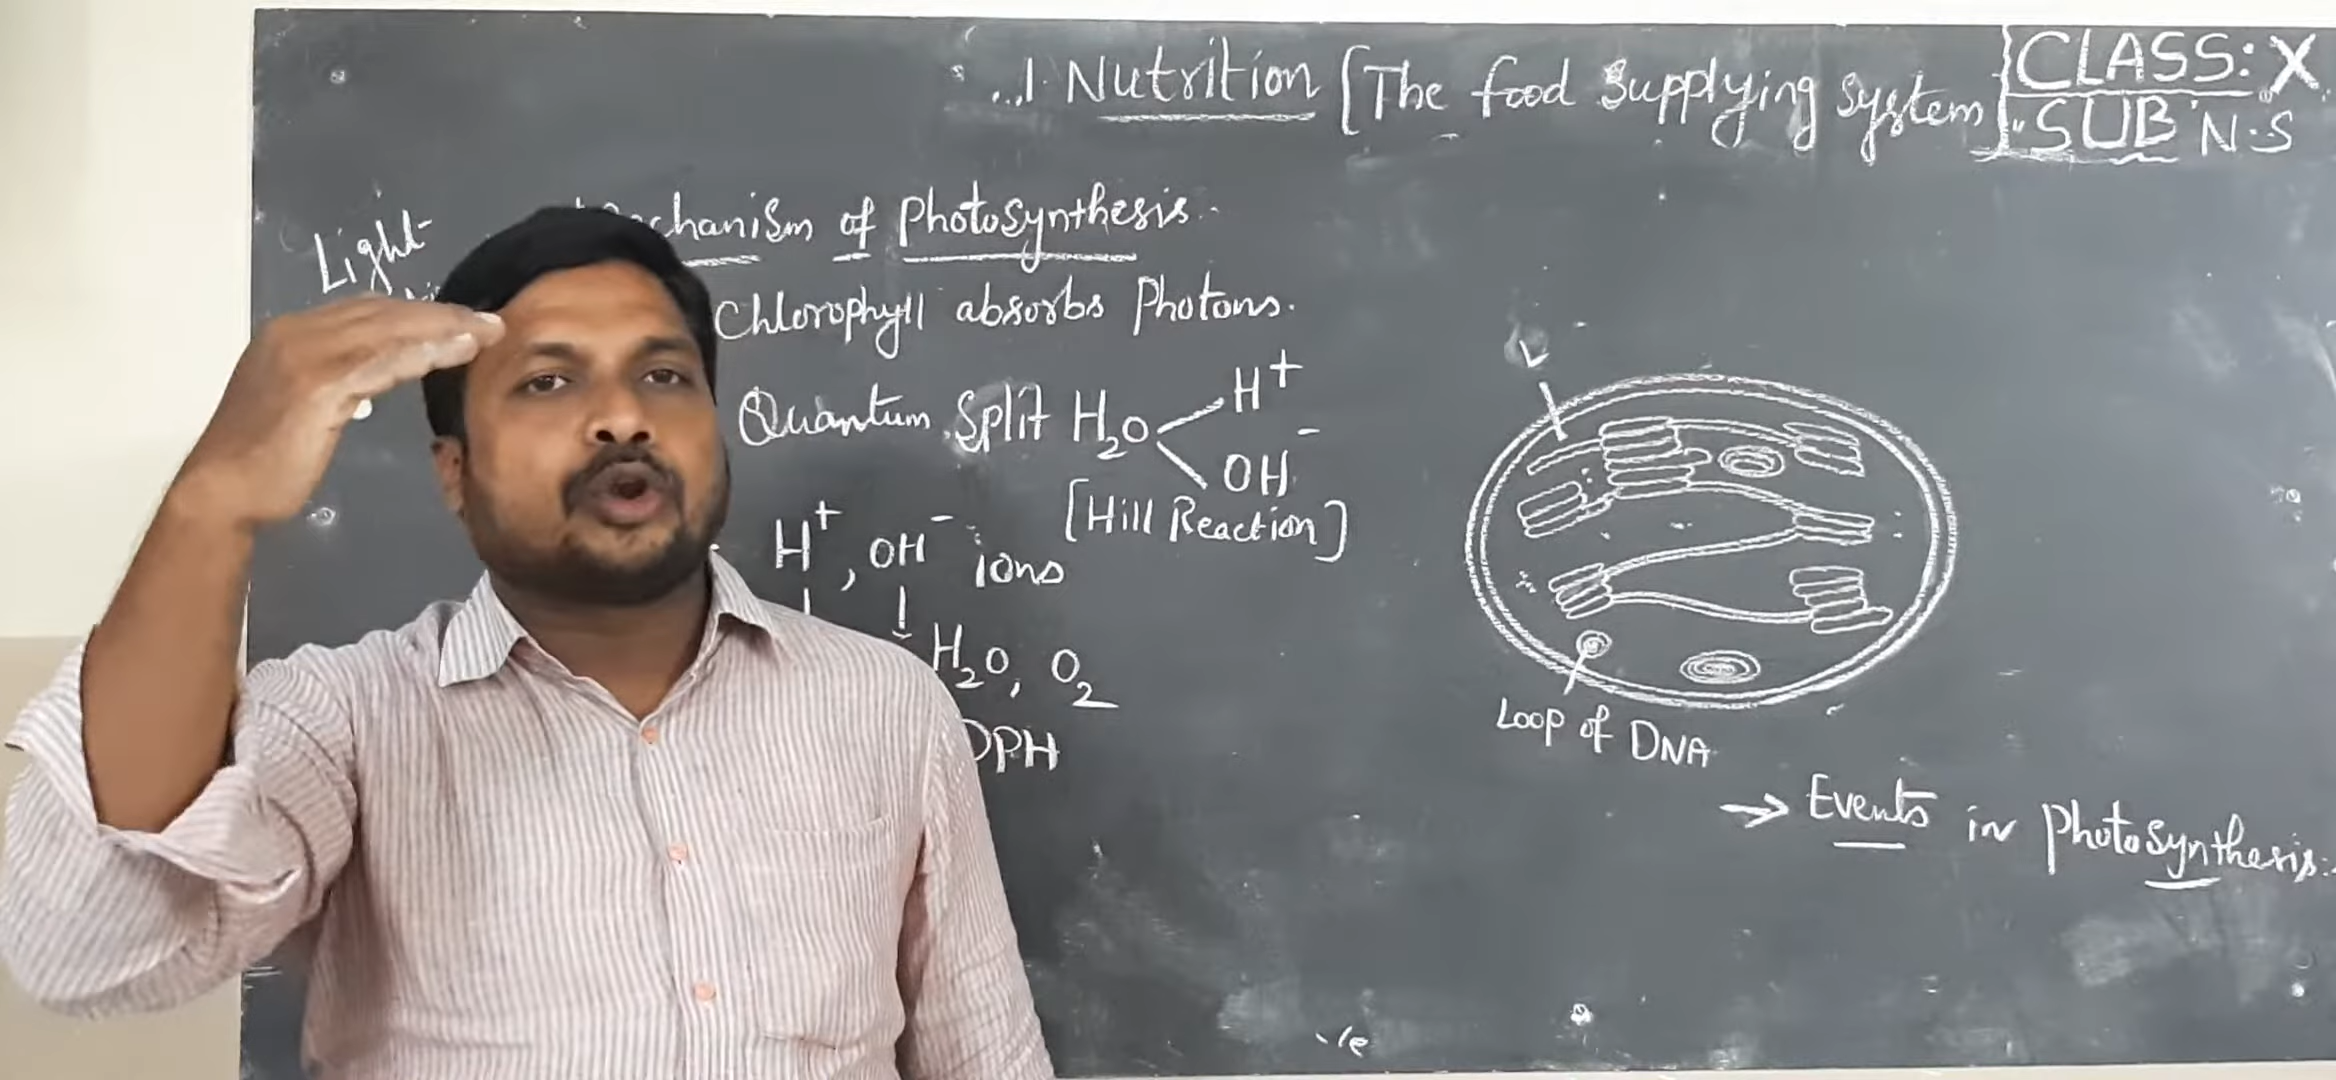 1. Nutrition [The food supplying system]
CLASS: X
SUB: N.S
Light
Mechanism of Photosynthesis.
Chlorophyll absorbs Photons.
Quantum split H₂O H⁺
OH⁻
[Hill Reaction]
H⁺, OH⁻ ions
H₂O, O₂
DPH
L
Loop of DNA
→ Events in Photosynthesis: